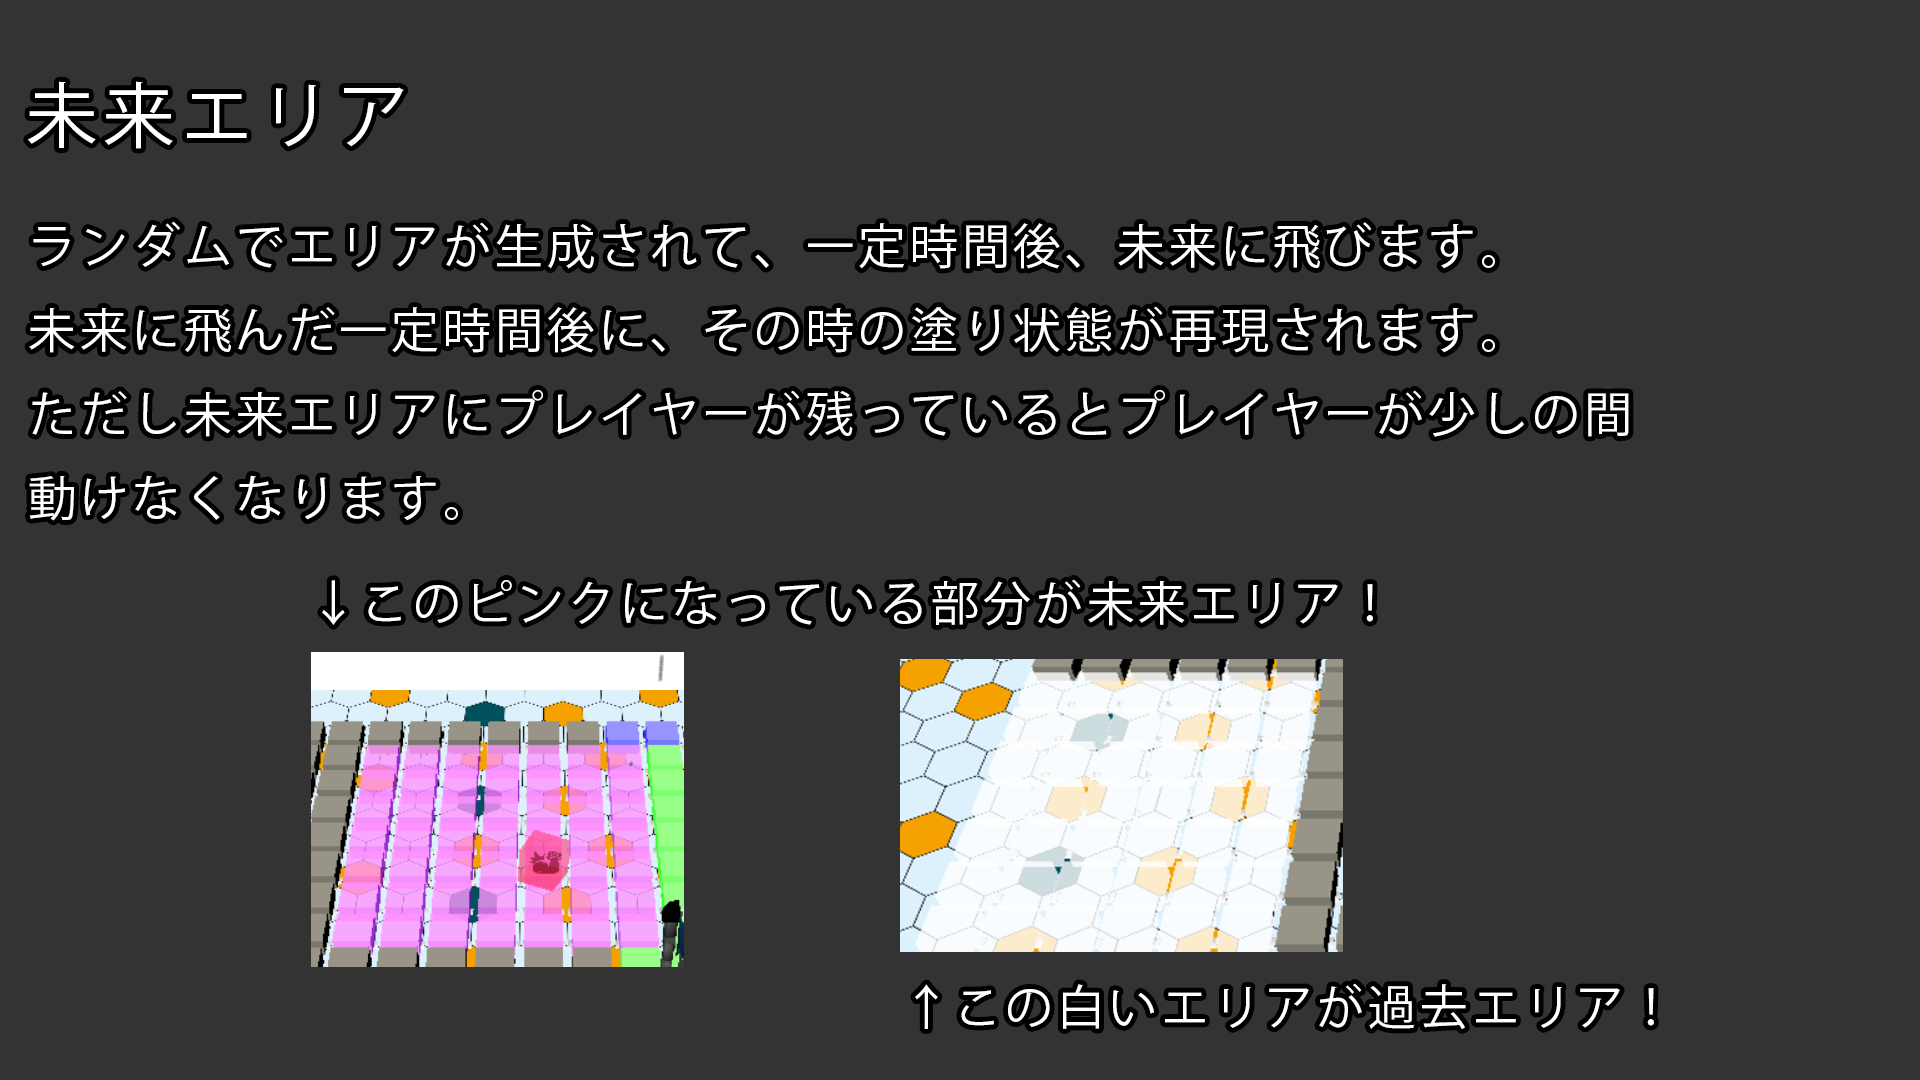 未来エリア
ランダムでエリアが生成されて、一定時間後、未来に飛びます。
未来に飛んだ一定時間後に、その時の塗り状態が再現されます。
ただし未来エリアにプレイヤーが残っているとプレイヤーが少しの間
動けなくなります。
↓このピンクになっている部分が未来エリア！
↑この白いエリアが過去エリア！